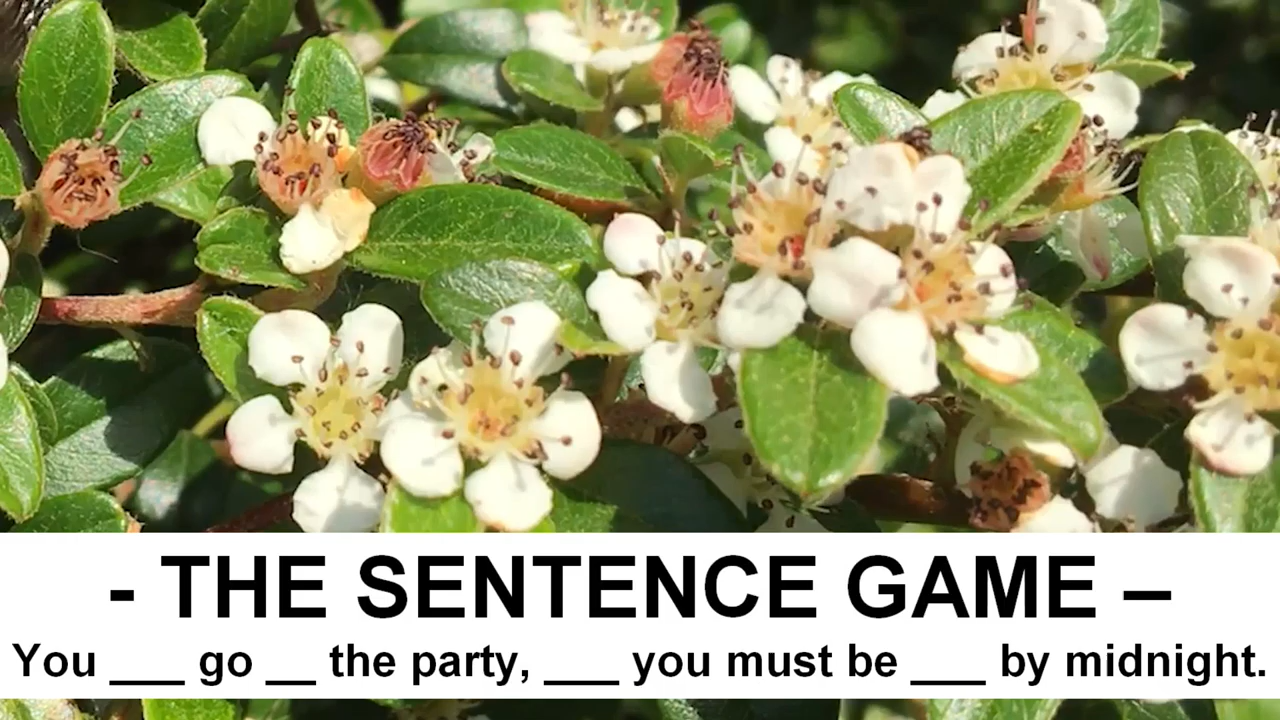 - THE SENTENCE GAME –
You ___ go __ the party, ___ you must be ___ by midnight.